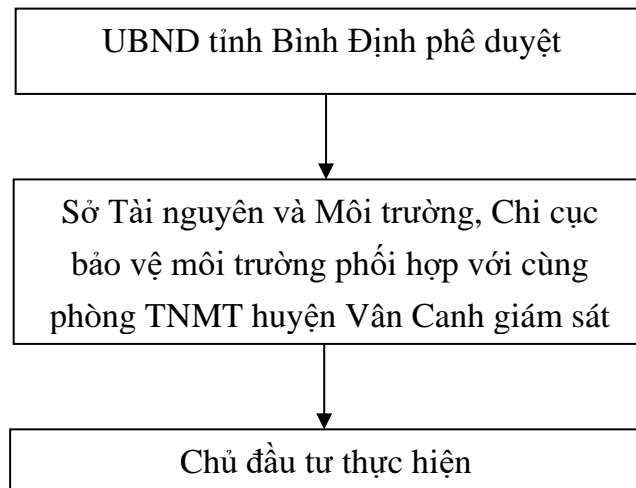 UBND tỉnh Bình Định phê duyệt
Sở Tài nguyên và Môi trường, Chi cục
bảo vệ môi trường phối hợp với cùng
phòng TNMT huyện Vân Canh giám sát
Chủ đầu tư thực hiện